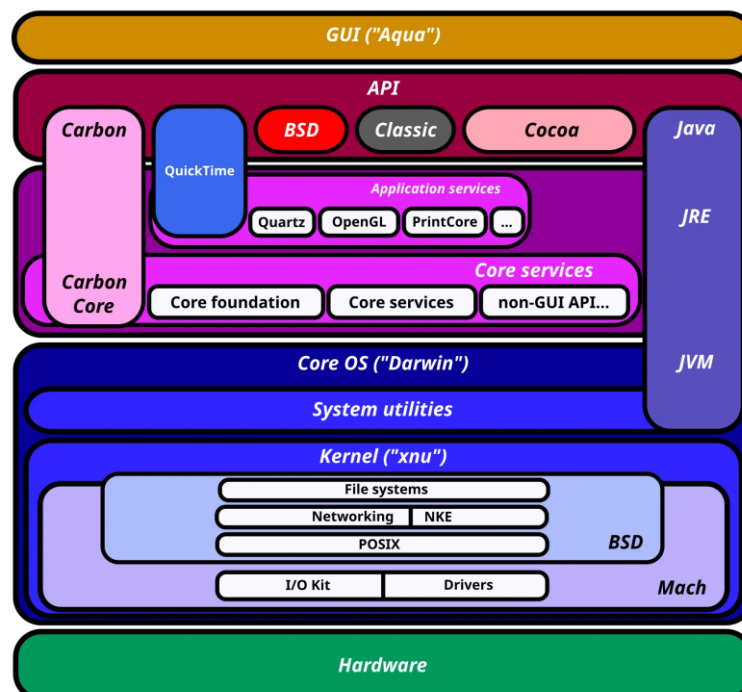 GUI ("Aqua")
API
Carbon
QuickTime
BSD
Classic
Cocoa
Java
Application services
Quartz
OpenGL
PrintCore
...
JRE
Core services
Carbon
Core
Core foundation
Core services
non-GUI API...
Core OS ("Darwin")
JVM
System utilities
Kernel ("xnu")
File systems
Networking
NKE
POSIX
BSD
I/O Kit
Drivers
Mach
Hardware